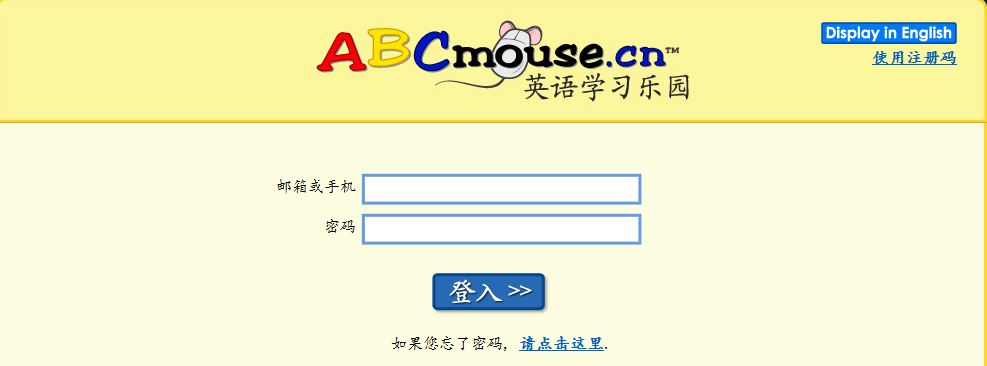 ABCmouse.cn™
英语学习乐园
Display in English
使用注册码
邮箱或手机
密码
登入 >>
如果您忘了密码，请点击这里.